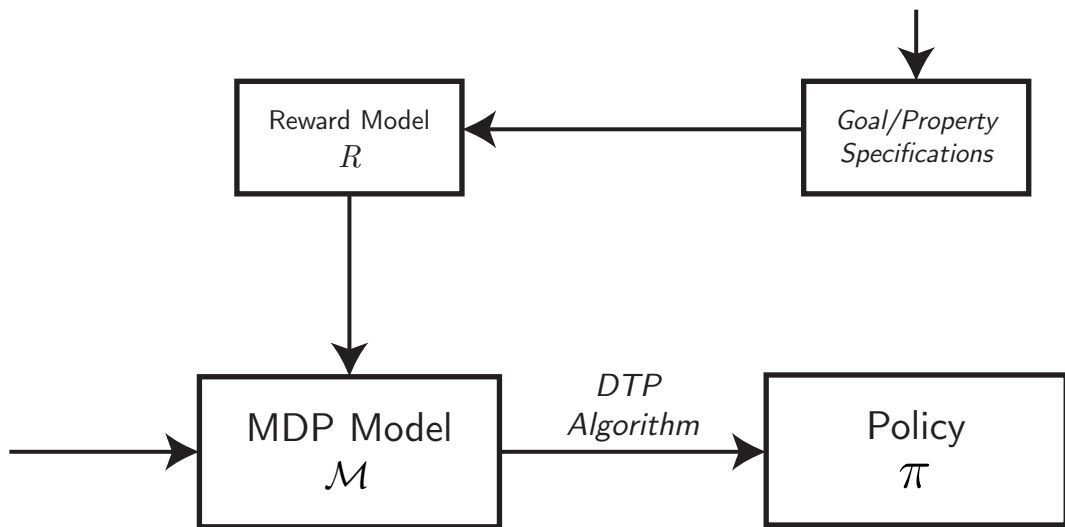 Reward Model
R
Goal/Property
Specifications
MDP Model
ℳ
DTP
Algorithm
Policy
π